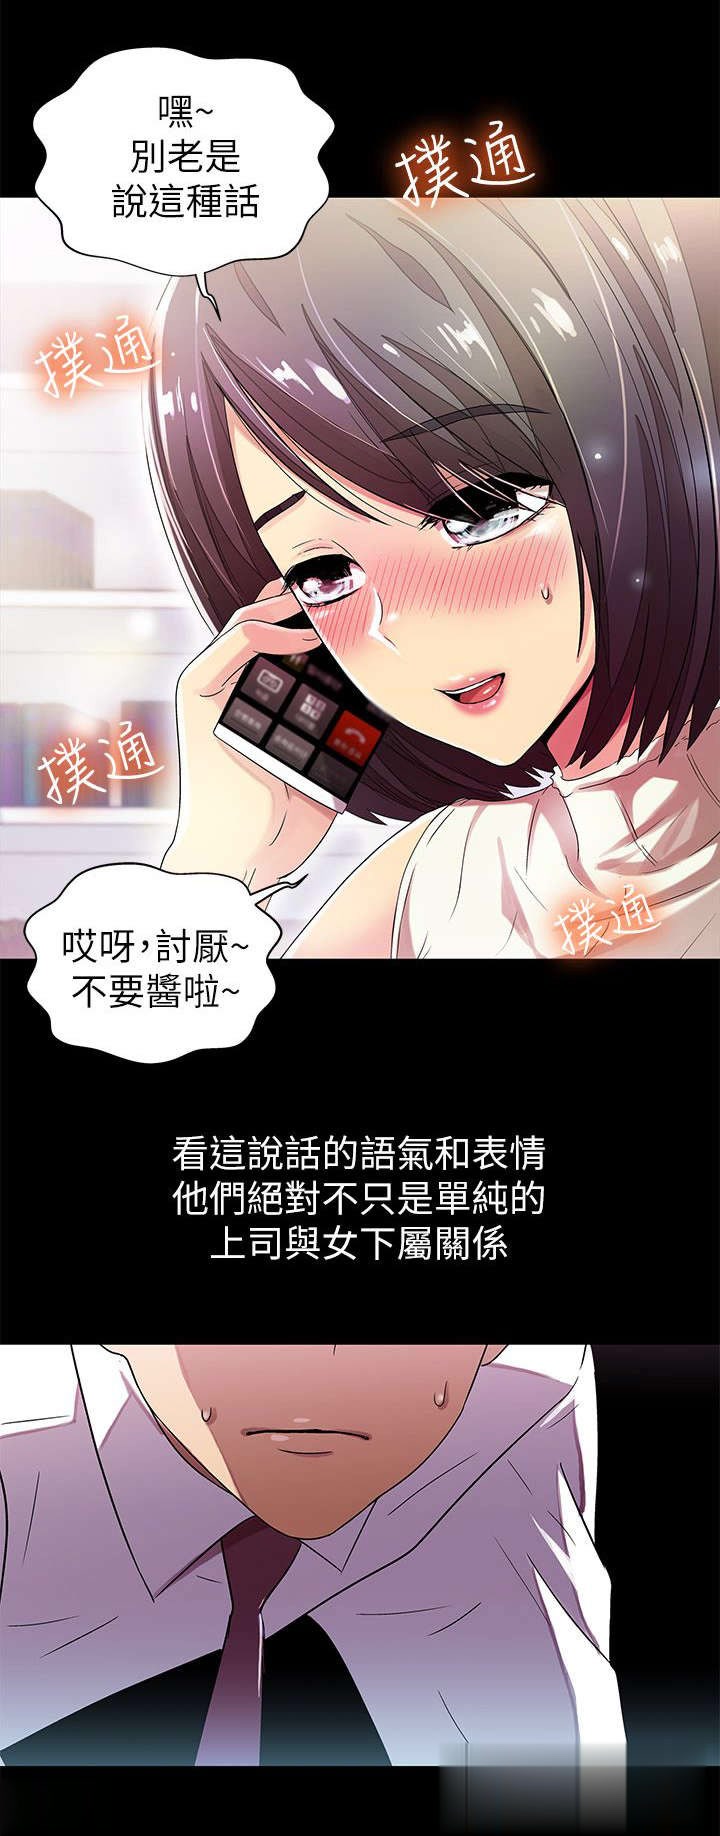 嘿~
別老是
說這種話
撲通
撲通
撲通
哎呀,討厭~
不要醬啦~
撲通
看這說話的語氣和表情
他們絕對不只是單純的
上司與女下屬關係